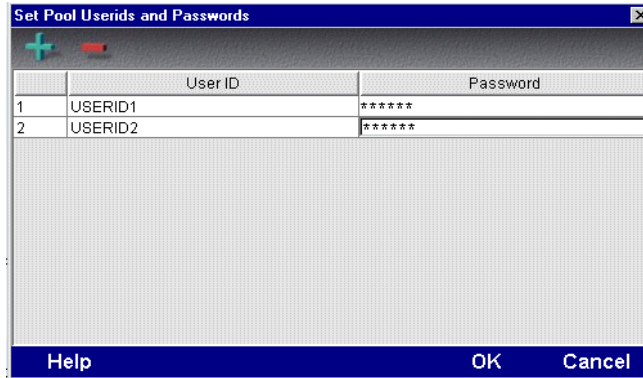 Set Pool Userids and Passwords
User ID Password
1 USERID1 ******
2 USERID2 ******
Help OK Cancel